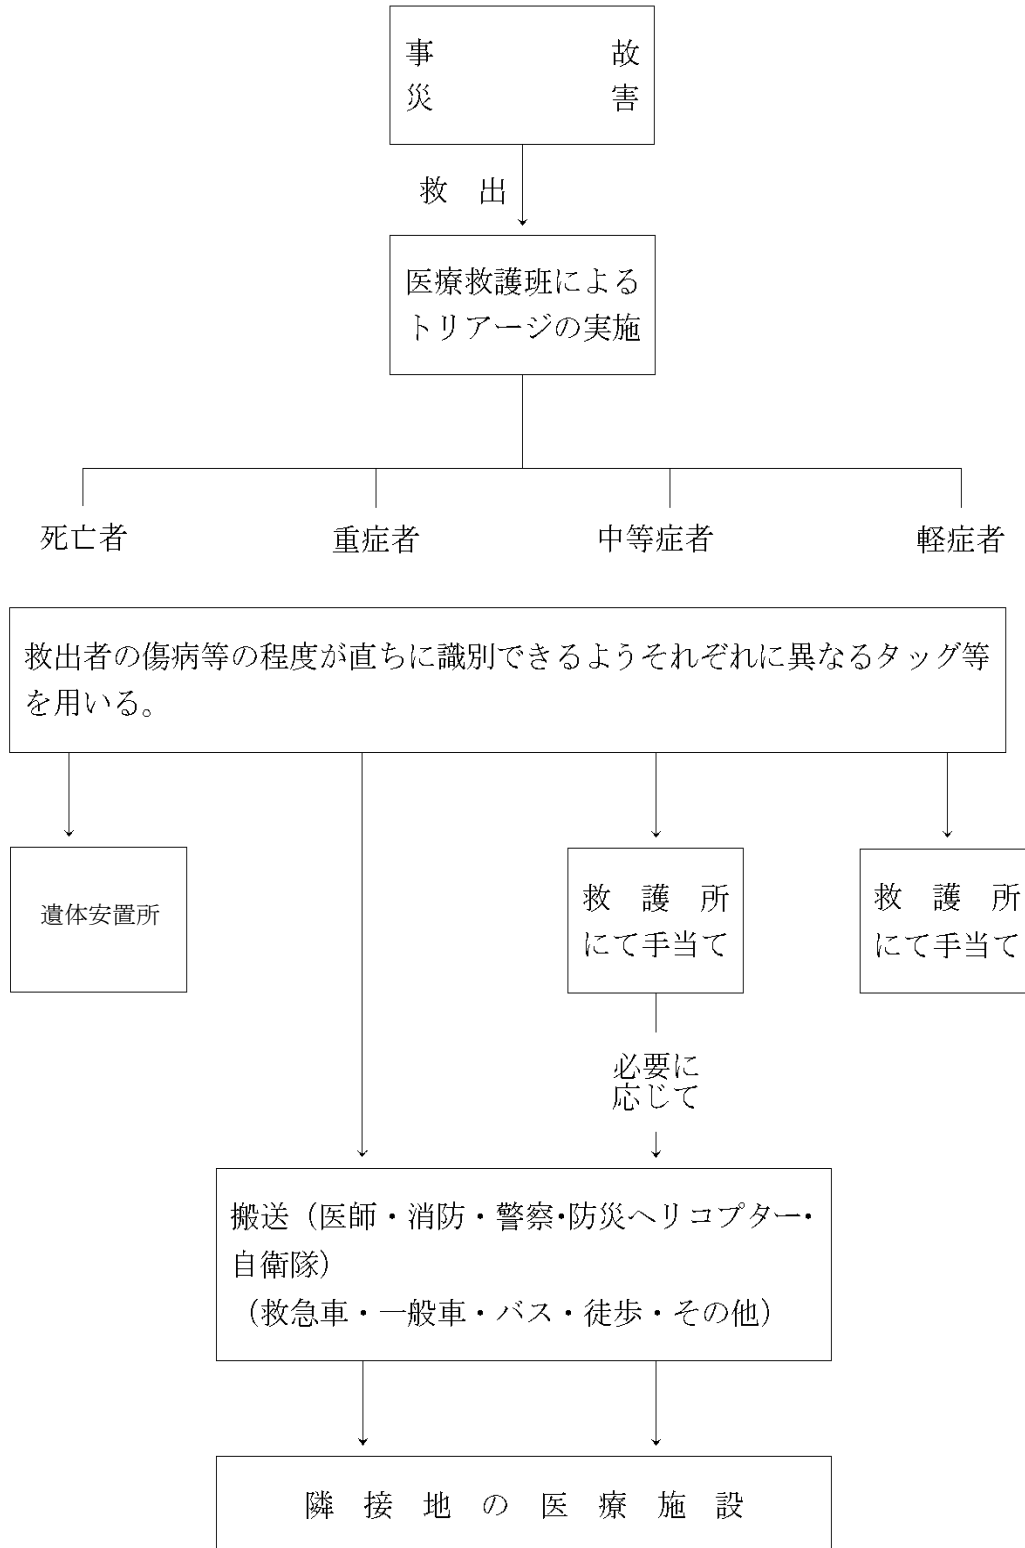 事故
災害
救出
医療救護班による
トリアージの実施
死亡者 重症者 中等症者 軽症者
救出者の傷病等の程度が直ちに識別できるようそれぞれに異なるタッグ等
を用いる。
遺体安置所
救護所
にて手当て
救護所
にて手当て
必要に
応じて
搬送（医師・消防・警察・防災ヘリコプター・
自衛隊）
（救急車・一般車・バス・徒歩・その他）
隣接地の医療施設